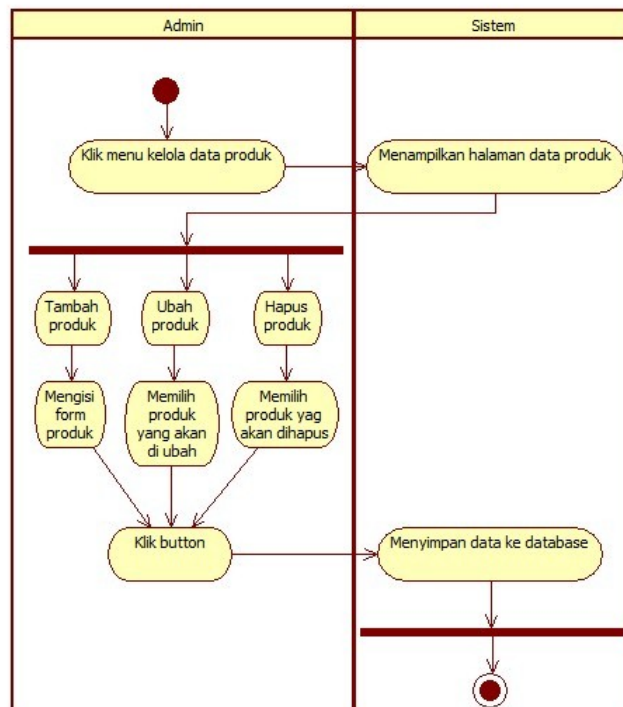 Admin
Sistem
Klik menu kelola data produk
Menampilkan halaman data produk
Tambah
produk
Ubah
produk
Hapus
produk
Mengisi
form
produk
Memilih
produk
yang akan
di ubah
Memilih
produk yag
akan dihapus
Klik button
Menyimpan data ke database